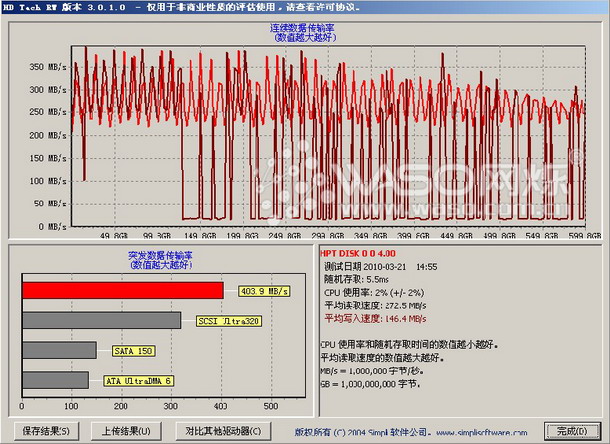 HD Tach RW 版本 3.0.1.0 - 仅用于非商业性质的评估使用，请查看许可协议。
连续数据传输率
(数值越大越好)
350 MB/s
300 MB/s
250 MB/s
200 MB/s
150 MB/s
100 MB/s
50 MB/s
0 MB/s
49.8GB 99.8GB 149.8GB 199.8GB 249.8GB 299.8GB 349.8GB 399.8GB 449.8GB 499.8GB 549.8GB 599.8GB
WASO网烁®
突发数据传输率
(数值越大越好)
403.9 MB/s
SCSI Ultra320
SATA 150
ATA UltraDMA 6
0 100 200 300 400 500
HPT DISK 0 0 4.00
测试日期 2010-03-21 14:55
随机存取: 5.5ms
CPU 使用率: 2% (+/- 2%)
平均读取速度: 272.5 MB/s
平均写入速度: 146.4 MB/s
CPU 使用率和随机存取时间的数值越小越好。
平均读取速度的数值越大越好。
MB/s = 1,000,000 字节/秒。
GB = 1,000,000,000 字节.
保存结果(S) 上传结果(U) 对比其他驱动器(C) 版权所有 (C) 2004 Simpli 软件公司。www.simplisoftware.com 完成(D)